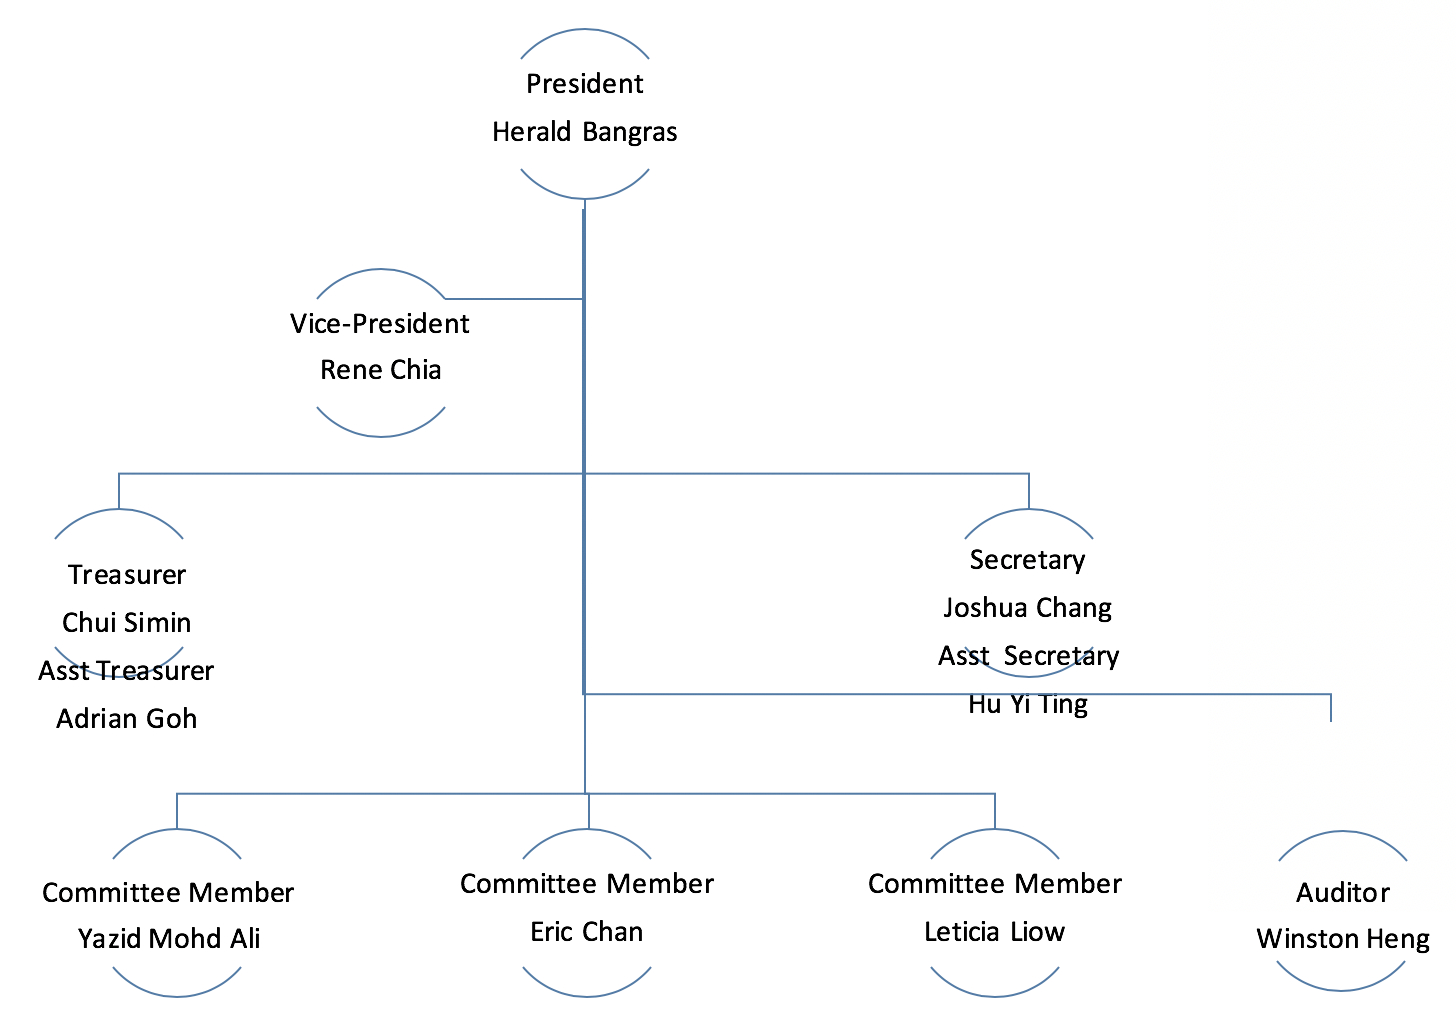 President
Herald Bangras
Vice-President
Rene Chia
Treasurer
Chui Simin
Asst Treasurer
Adrian Goh
Secretary
Joshua Chang
Asst Secretary
Hu Yi Ting
Committee Member
Yazid Mohd Ali
Committee Member
Eric Chan
Committee Member
Leticia Liow
Auditor
Winston Heng